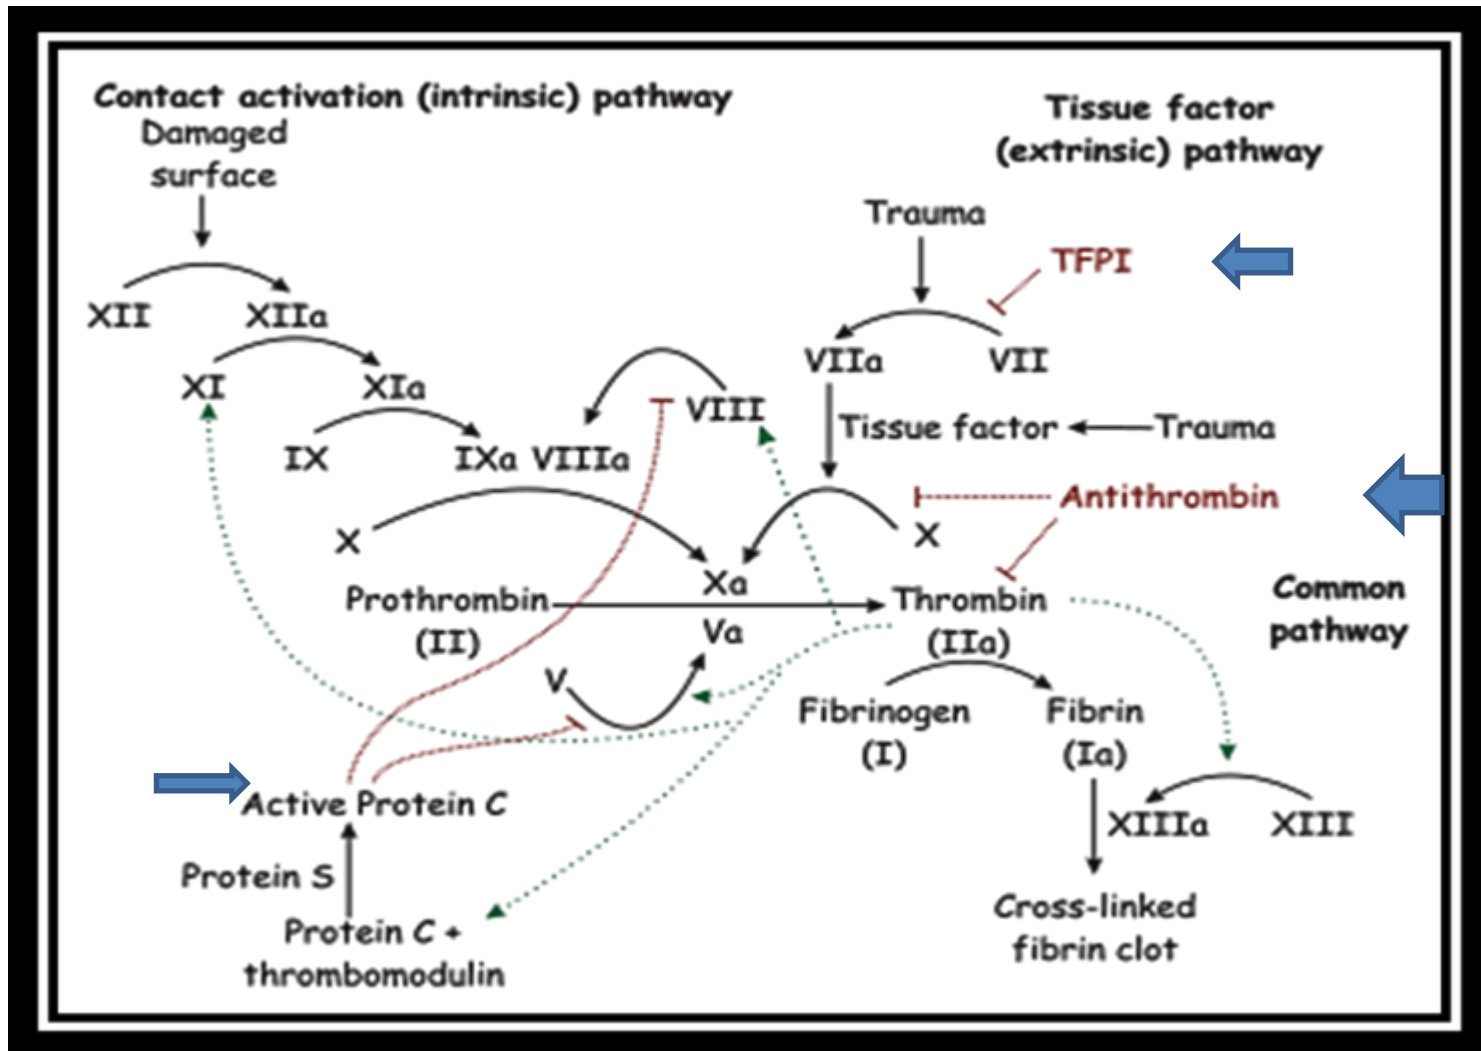 Contact activation (intrinsic) pathway
Damaged
surface
Tissue factor
(extrinsic) pathway
Trauma
TFPI
XII
XIIa
VIIa
VII
XI
XIa
VIII
Tissue factor
Trauma
IX
IXa
VIIIa
Antithrombin
X
X
Xa
Prothrombin
(II)
Va
Thrombin
(IIa)
Common
pathway
V
Fibrinogen
(I)
Fibrin
(Ia)
Active Protein C
XIIIa
XIII
Protein S
Protein C +
thrombomodulin
Cross-linked
fibrin clot